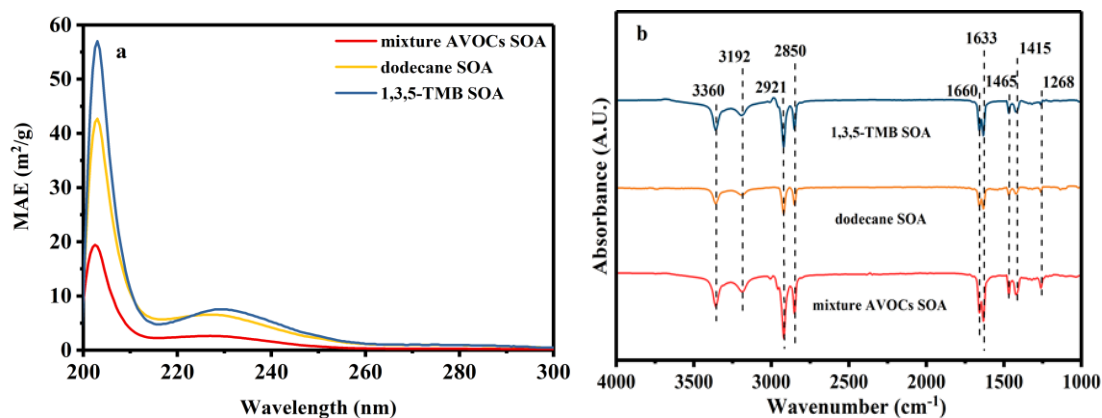 a
mixture AVOCs SOA
dodecane SOA
1,3,5-TMB SOA
MAE (m²/g)
60
50
40
30
20
10
0
200 220 240 260 280 300
Wavelength (nm)
b
3360
3192
2921
2850
1660
1633
1465
1415
1268
1,3,5-TMB SOA
dodecane SOA
mixture AVOCs SOA
Absorbance (A.U.)
4000 3500 3000 2500 2000 1500 1000
Wavenumber (cm⁻¹)